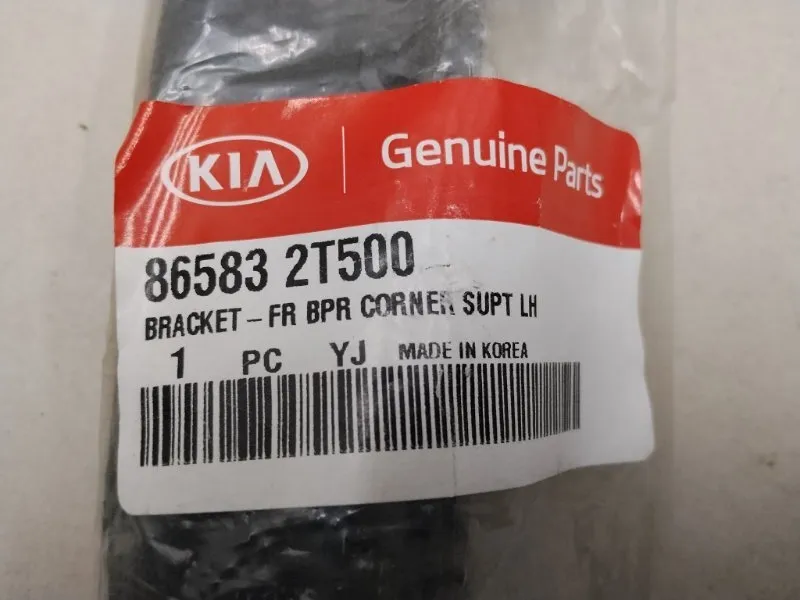 KIA Genuine Parts
86583 2T500
BRACKET-FR BPR CORNER SUPT LH
1 PC YJ MADE IN KOREA